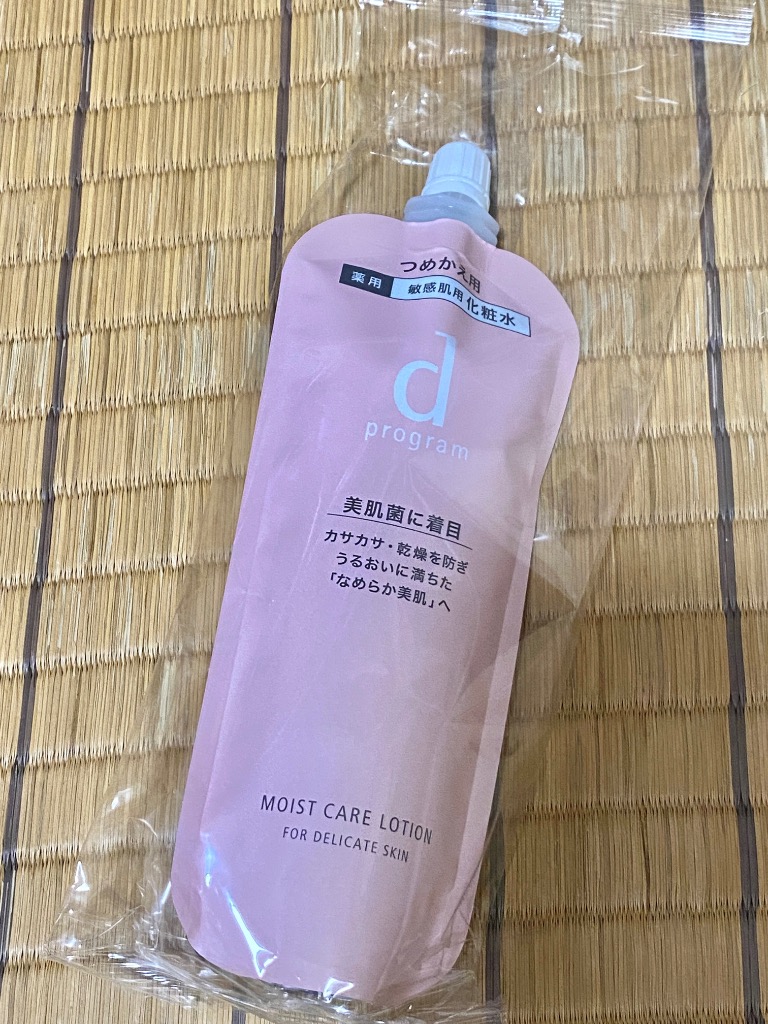 つめかえ用
薬用 敏感肌用化粧水
d
program
美肌菌に着目
カサカサ・乾燥を防ぎ
うるおいに満ちた
「なめらか美肌」へ
MOIST CARE LOTION
FOR DELICATE SKIN